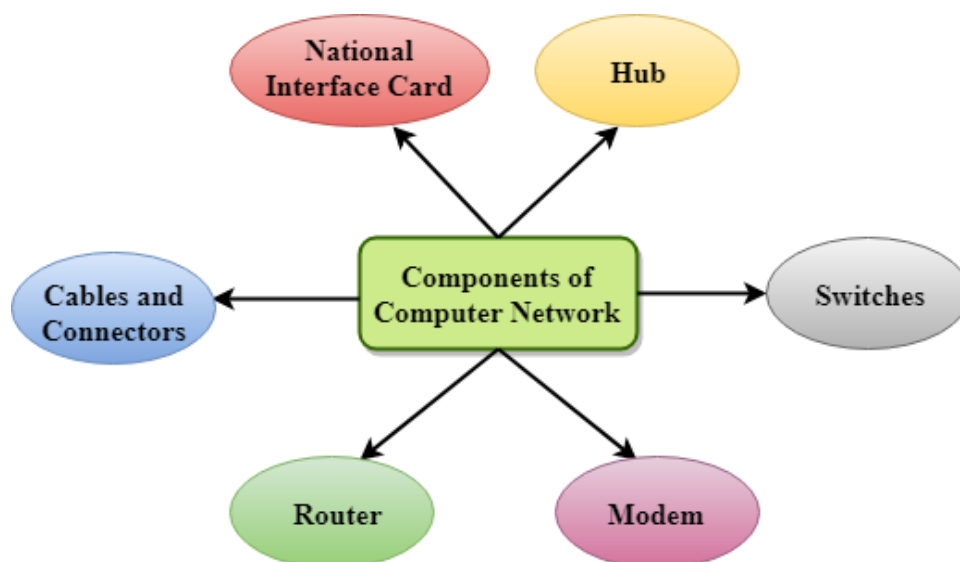 National
Interface Card
Hub
Components of
Computer Network
Cables and
Connectors
Switches
Router
Modem